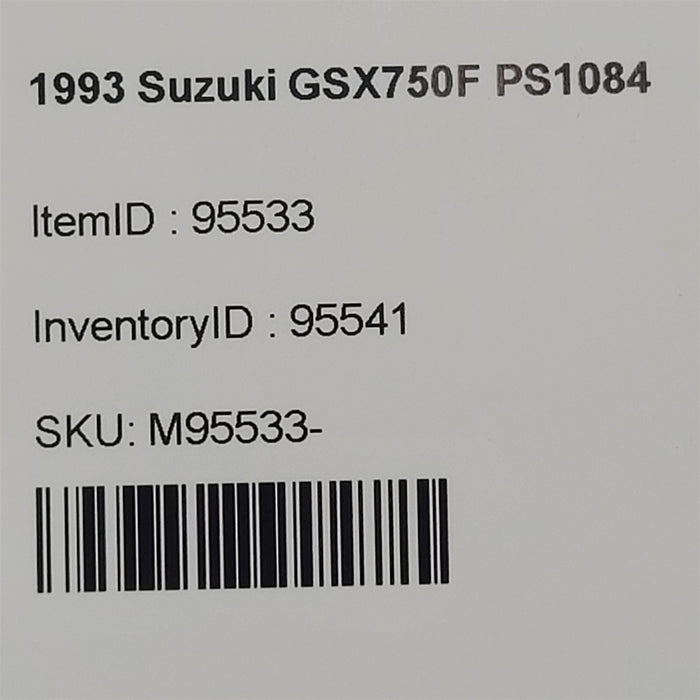 1993 Suzuki GSX750F PS1084
ItemID : 95533
InventoryID : 95541
SKU: M95533-